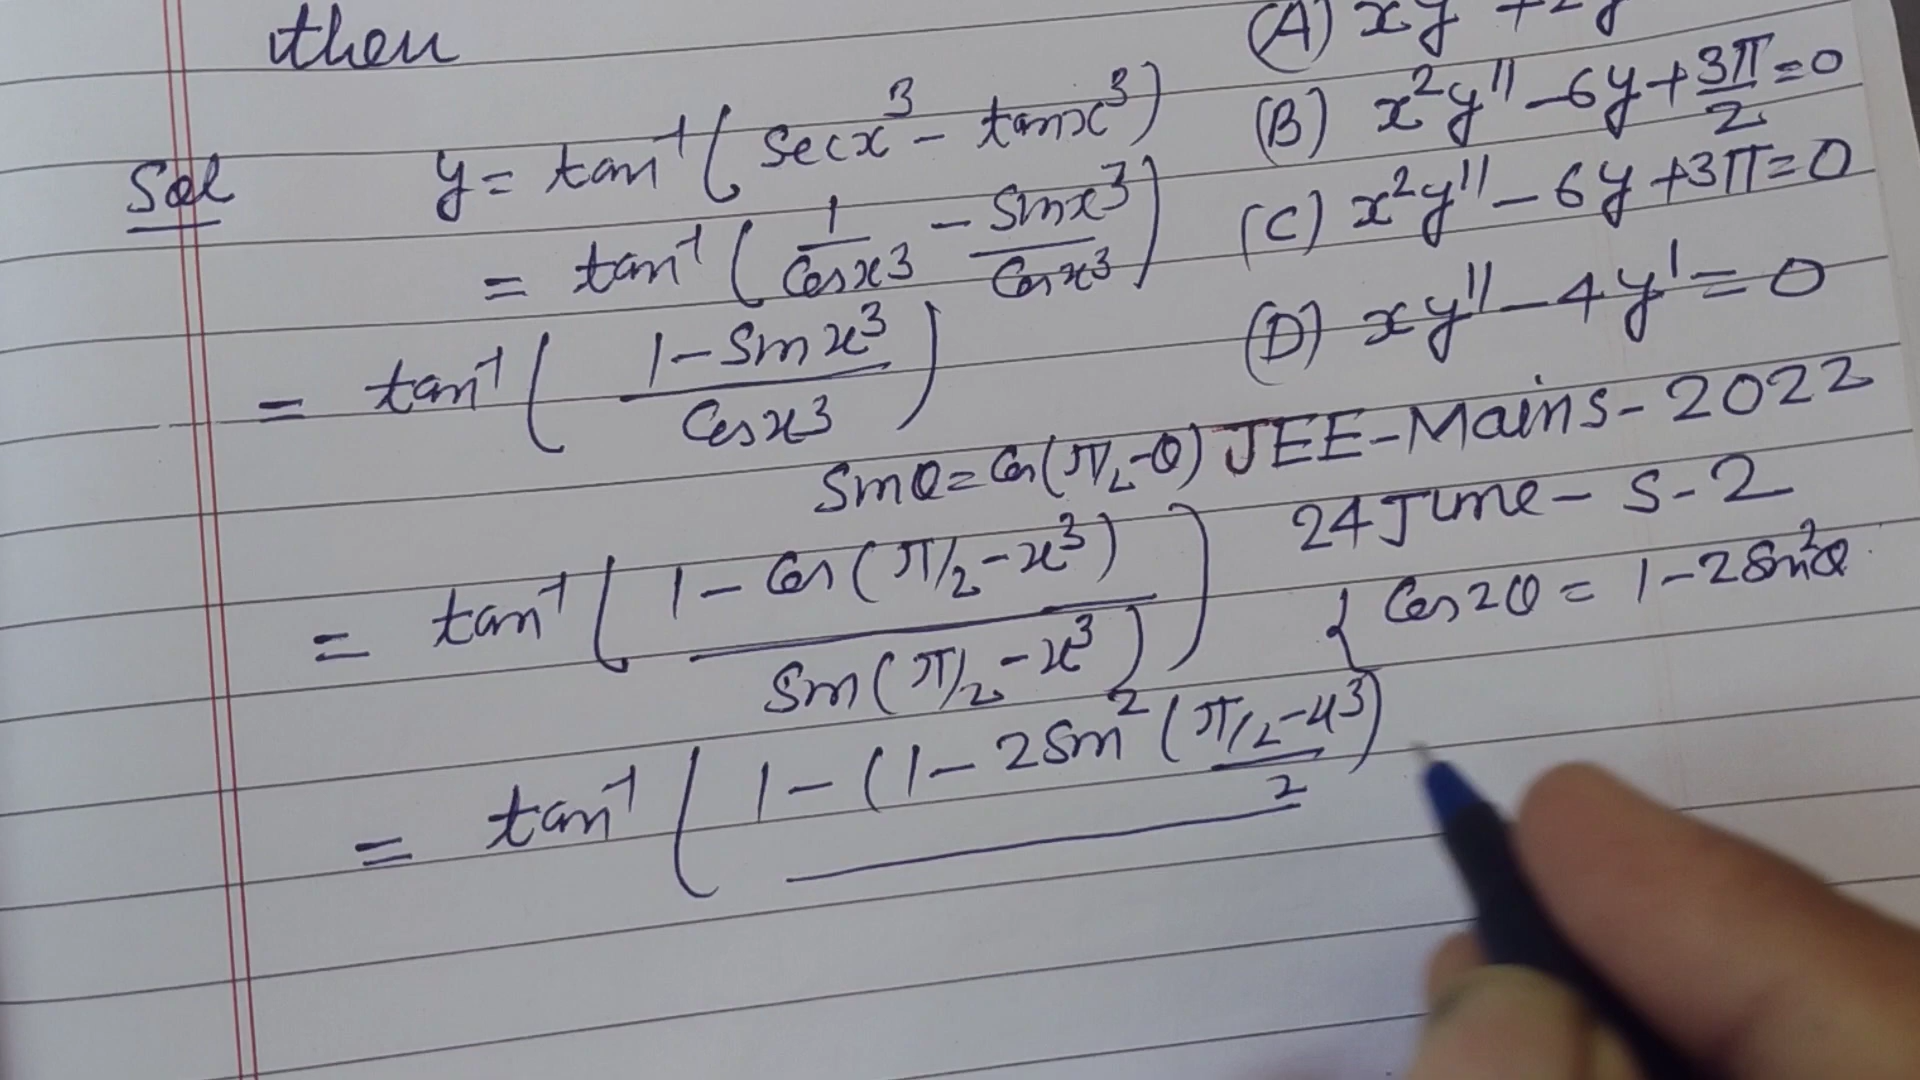 then
(A) xy
(B) x²y'' - 6y + 3π/2 = 0
Sol y = tan⁻¹ ( secx³ - tanx³ )
(C) x²y'' - 6y + 3π = 0
= tan⁻¹ ( 1/Cosx³ - Sinx³/Cosx³ )
(D) xy'' - 4y' = 0
= tan⁻¹ ( (1 - Sinx³)/Cosx³ )
Sinθ = Cos(π/2 - θ) JEE-Mains-2022
24 June - S-2
= tan⁻¹ ( (1 - Cos(π/2 - x³))/Sin(π/2 - x³) )
{ Cos2θ = 1 - 2Sin²θ
= tan⁻¹ ( 1 - (1 - 2Sin² (π/2 - x³)/2 )